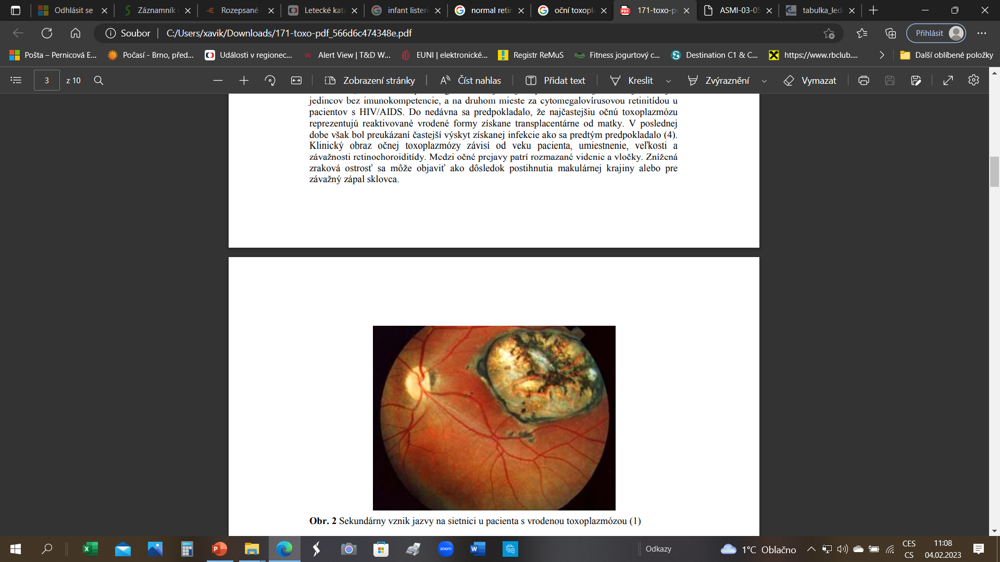 Odhlásit se
Záznamník
Rozepsané
Letecké kata
infant listeri
normal retin
oční toxopla
171-toxo-pd
ASMI-03-05
tabulka_led
Soubor
C:/Users/xavik/Downloads/171-toxo-pdf_566d6c474348e.pdf
Přihlásit
Pošta – Pernicová E...
Počasí - Brno, před...
Události v regionec...
Alert View | T&D W...
EUNI | elektronické...
Registr ReMuS
Fitness jogurtový c...
Destination C1 & C...
https://www.rbclub....
Další oblíbené položky
3 z 10
Zobrazení stránky
Číst nahlas
Přidat text
Kreslit
Zvýraznění
Vymazat
jedincov bez imunokompetencie, a na druhom mieste za cytomegalovírusovou retinitídou u
pacientov s HIV/AIDS. Do nedávna sa predpokladalo, že najčastejšiu očnú toxoplazmózu
reprezentujú reaktivované vrodené formy získane transplacentárne od matky. V poslednej
dobe však bol preukázaní častejší výskyt získanej infekcie ako sa predtým predpokladalo (4).
Klinický obraz očnej toxoplazmózy závisí od veku pacienta, umiestnenie, veľkosti a
závažnosti retinochoroiditídy. Medzi očné prejavy patrí rozmazané videnie a vločky. Znížená
zraková ostrosť sa môže objaviť ako dôsledok postihnutia makulárnej krajiny alebo pre
závažný zápal sklovca.
Obr. 2 Sekundárny vznik jazvy na sietnici u pacienta s vrodenou toxoplazmózou (1)
zoom
Odkazy
1°C Oblačno
CES
CS
11:08
04.02.2023